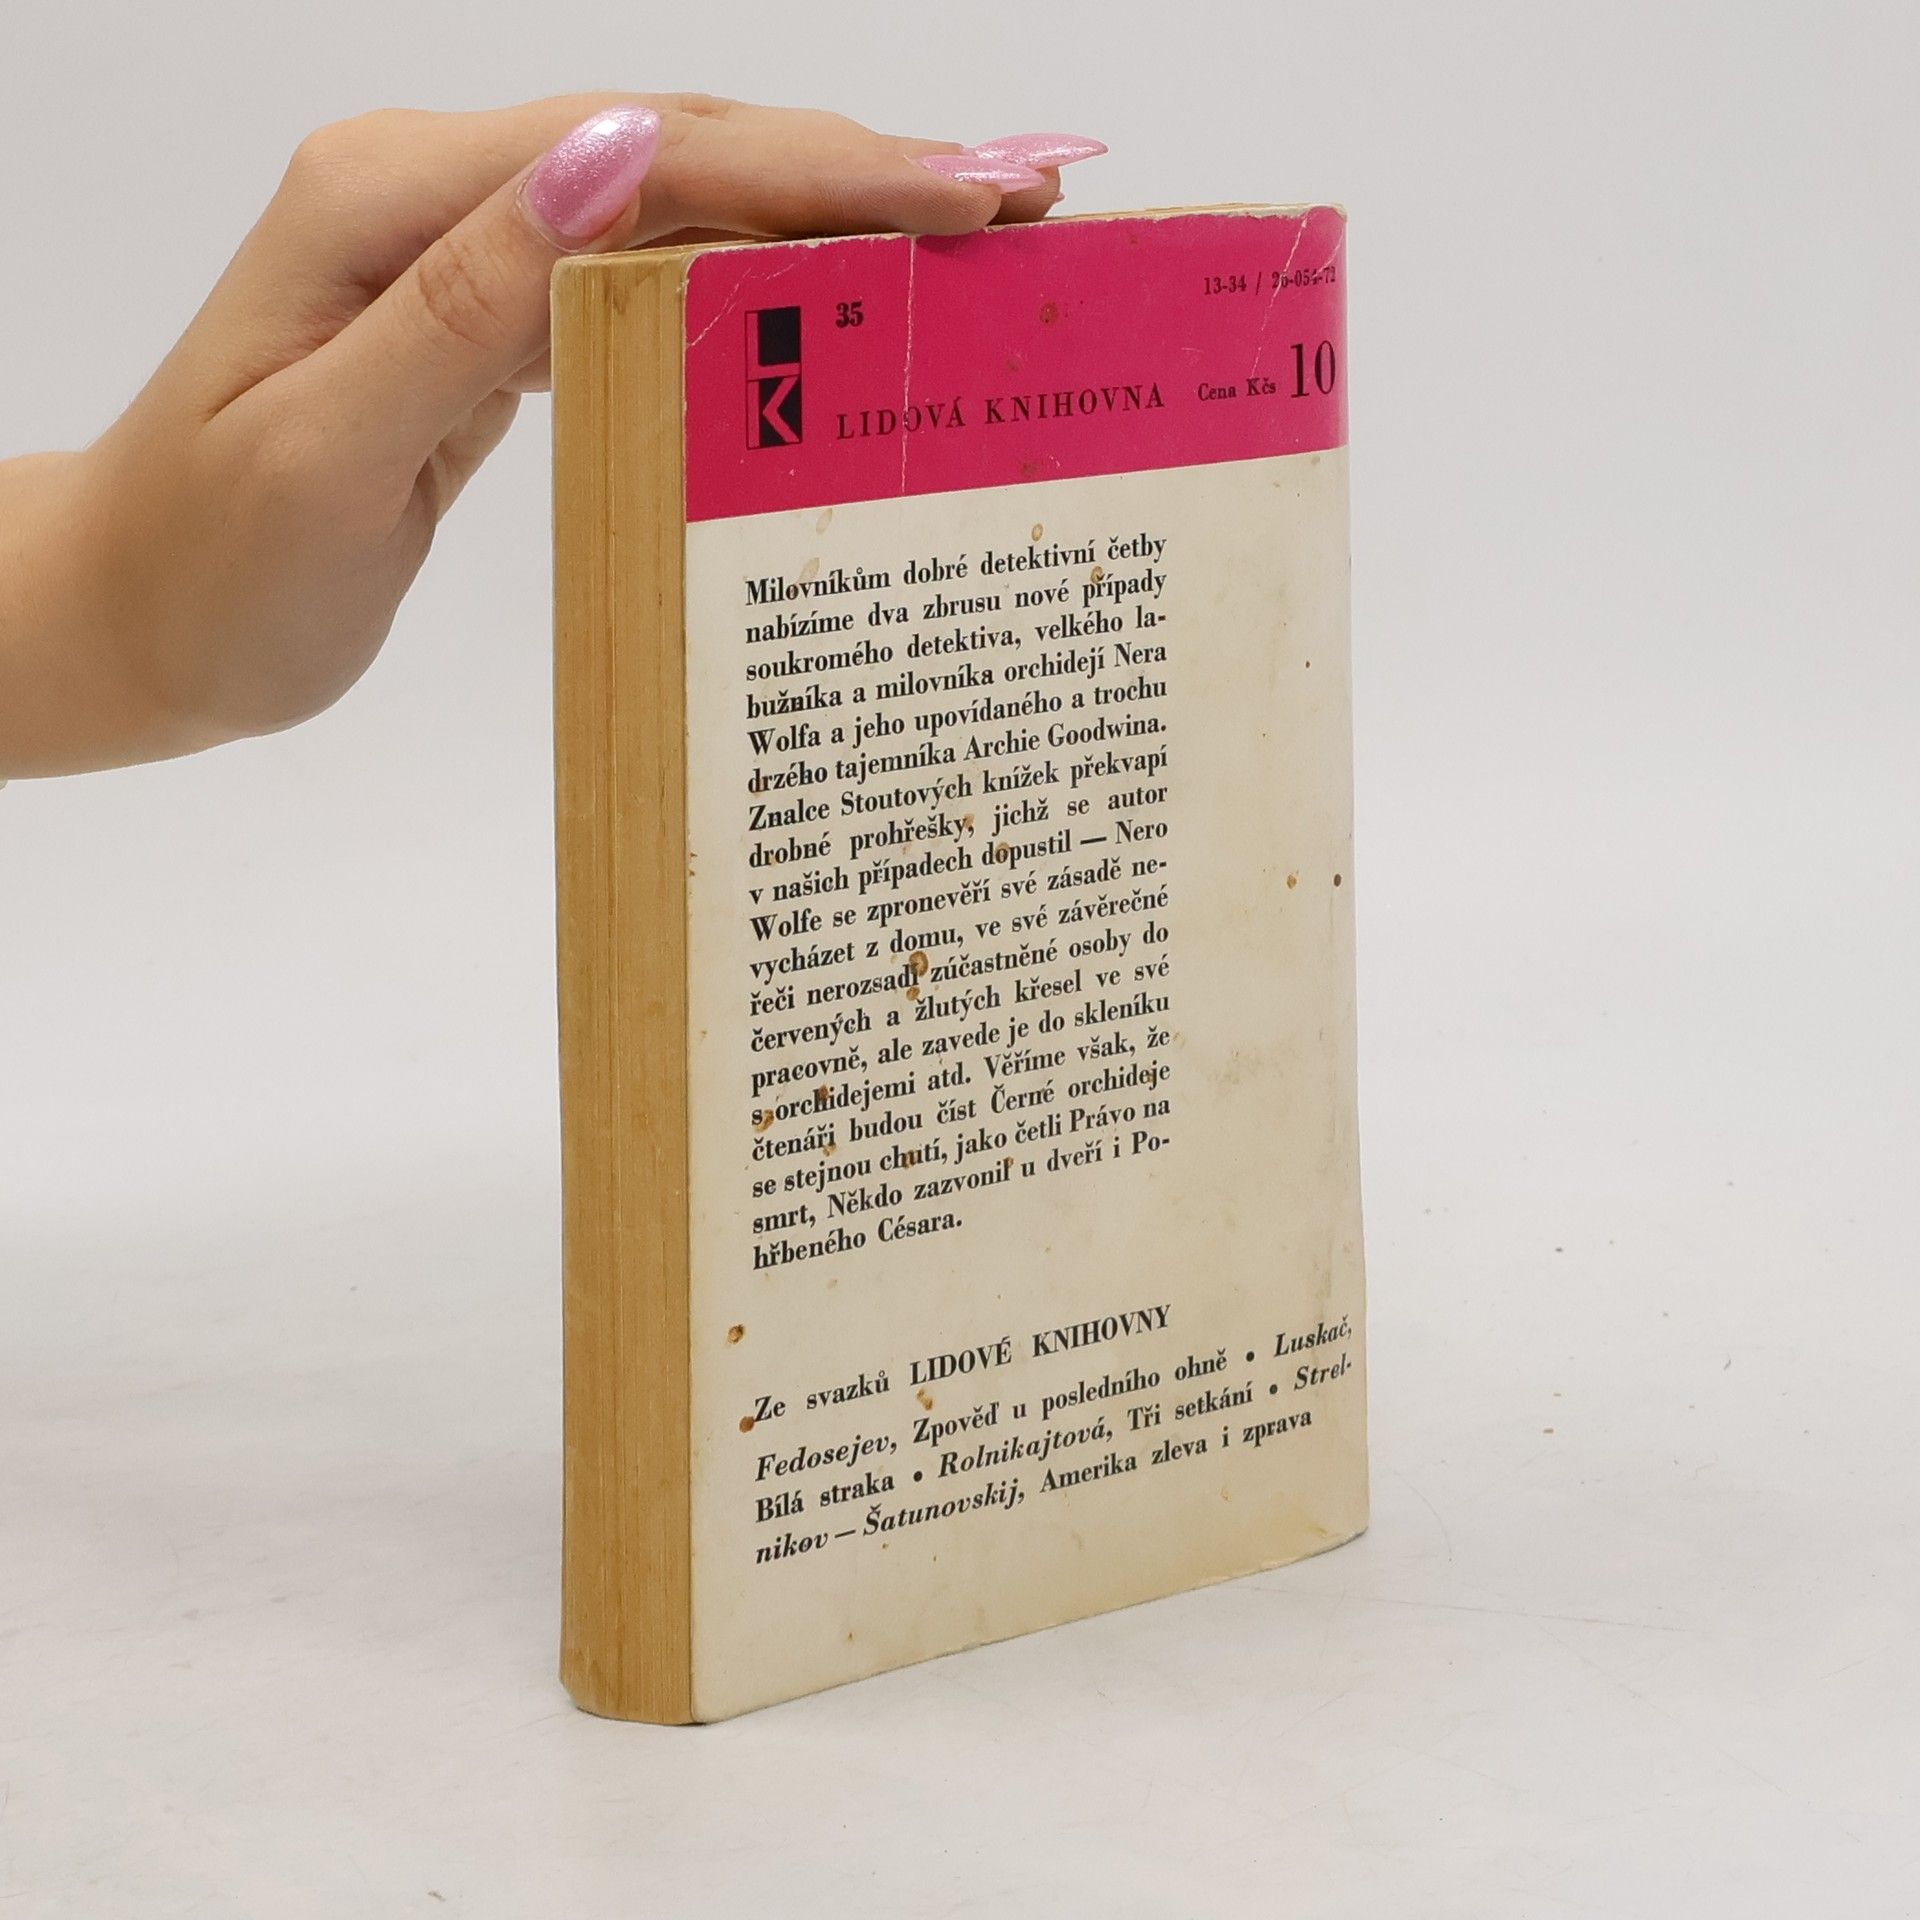 LK
35
13-34 / 26-054-72
LIDOVÁ KNIHOVNA Cena Kčs 10
Milovníkům dobré detektivní četby
nabízíme dva zbrusu nové případy
soukromého detektiva, velkého la-
bužníka a milovníka orchidejí Nera
Wolfa a jeho upovídaného a trochu
drzého tajemníka Archie Goodwina.
Znalce Stoutových knížek překvapí
drobné prohřešky, jichž se autor
v našich případech dopustil — Nero
Wolfe se zpronevěří své zásadě ne-
vycházet z domu, ve své závěrečné
řeči nerozsadí zúčastněné osoby do
červených a žlutých křesel ve své
pracovně, ale zavede je do skleníku
s orchidejemi atd. Věříme však, že
čtenáři budou číst Černé orchideje
se stejnou chutí, jako četli Právo na
smrt, Někdo zazvonil u dveří i Po-
hřbeného Césara.
Ze svazků LIDOVÉ KNIHOVNY
Fedosejev, Zpověď u posledního ohně • Luskač,
Bílá straka • Rolnikajtová, Tři setkání • Strel-
nikov — Šatunovskij, Amerika zleva i zprava